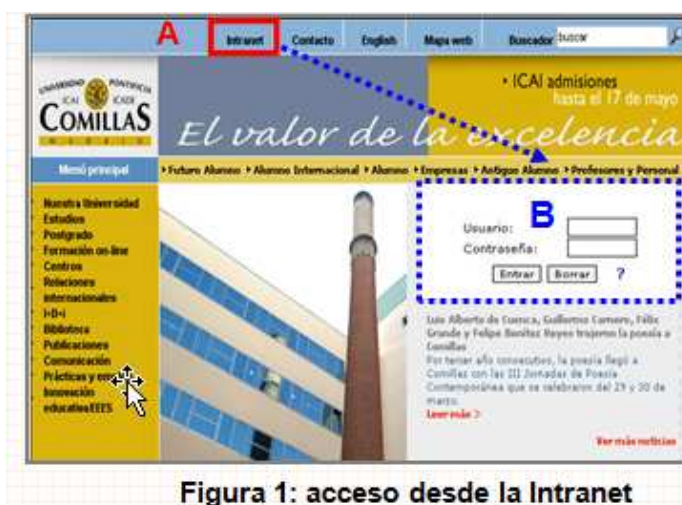 A
Intranet Contacto English Mapa web Buscador buscar
UNIVERSIDAD PONTIFICIA
ICAI ICADE
COMILLAS
MADRID
ICAI admisiones
hasta el 17 de mayo
El valor de la excelencia
Menú principal
Futuro Alumno Alumno Internacional Alumno Empresas Antiguo Alumno Profesores y Personal
Nuestra Universidad
Estudios
Postgrado
Formación on-line
Centros
Relaciones
internacionales
I+D+i
Biblioteca
Publicaciones
Comunicación
Prácticas y
Innovación
educativaEEES
B
Usuario:
Contraseña:
Entrar Borrar ?
Luis Alberto de Cuenca, Guillermo Carnero, Félix
Grande y Felipe Benítez Reyes trajeron la poesía a
Comillas
Por tercer año consecutivo, la poesía llegó a
Comillas con las III Jornadas de Poesía
Contemporánea que se celebraron del 29 y 30 de
marzo.
Leer más >
Ver más noticias
Figura 1: acceso desde la Intranet